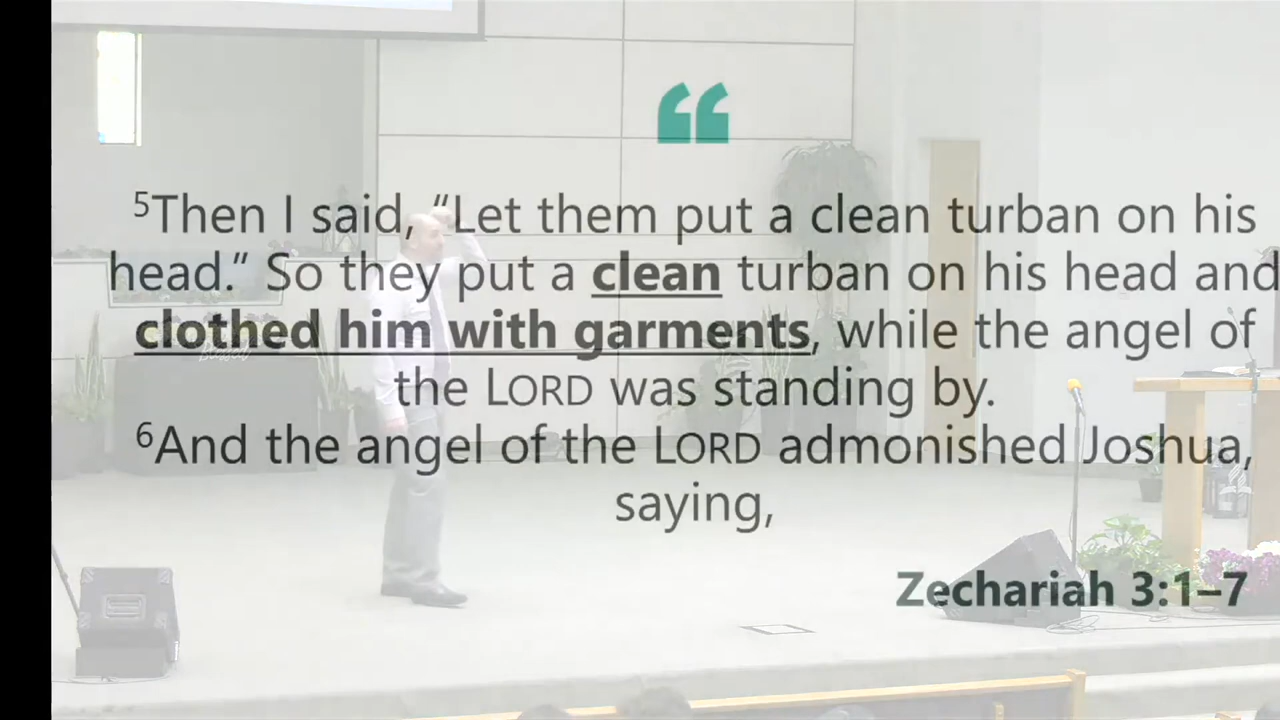 “
⁵Then I said, “Let them put a clean turban on his
head.” So they put a clean turban on his head and
clothed him with garments, while the angel of
the LORD was standing by.
⁶And the angel of the LORD admonished Joshua,
saying,
Zechariah 3:1–7
Blessed